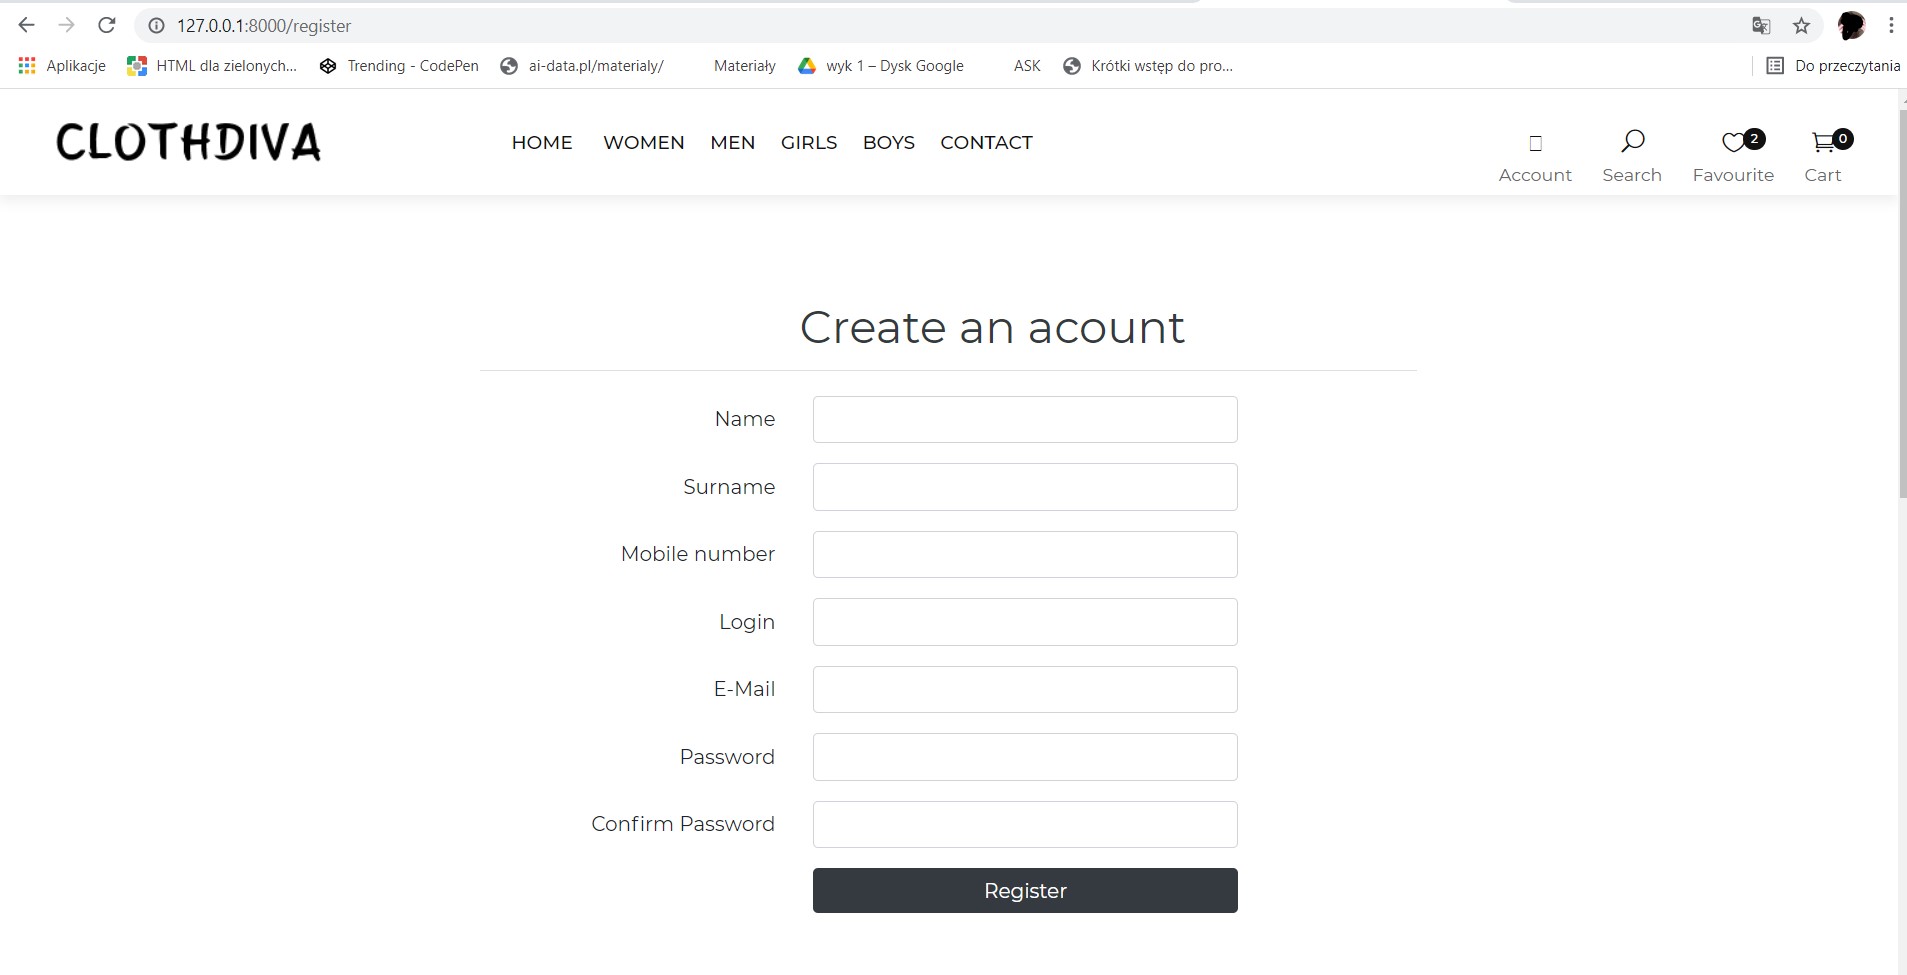 127.0.0.1:8000/register
Aplikacje HTML dla zielonych... Trending - CodePen ai-data.pl/materialy/ Materiały wyk 1 – Dysk Google ASK Krótki wstęp do pro... Do przeczytania
CLOTHDIVA HOME WOMEN MEN GIRLS BOYS CONTACT 2 0
Account Search Favourite Cart
Create an acount
Name
Surname
Mobile number
Login
E-Mail
Password
Confirm Password
Register